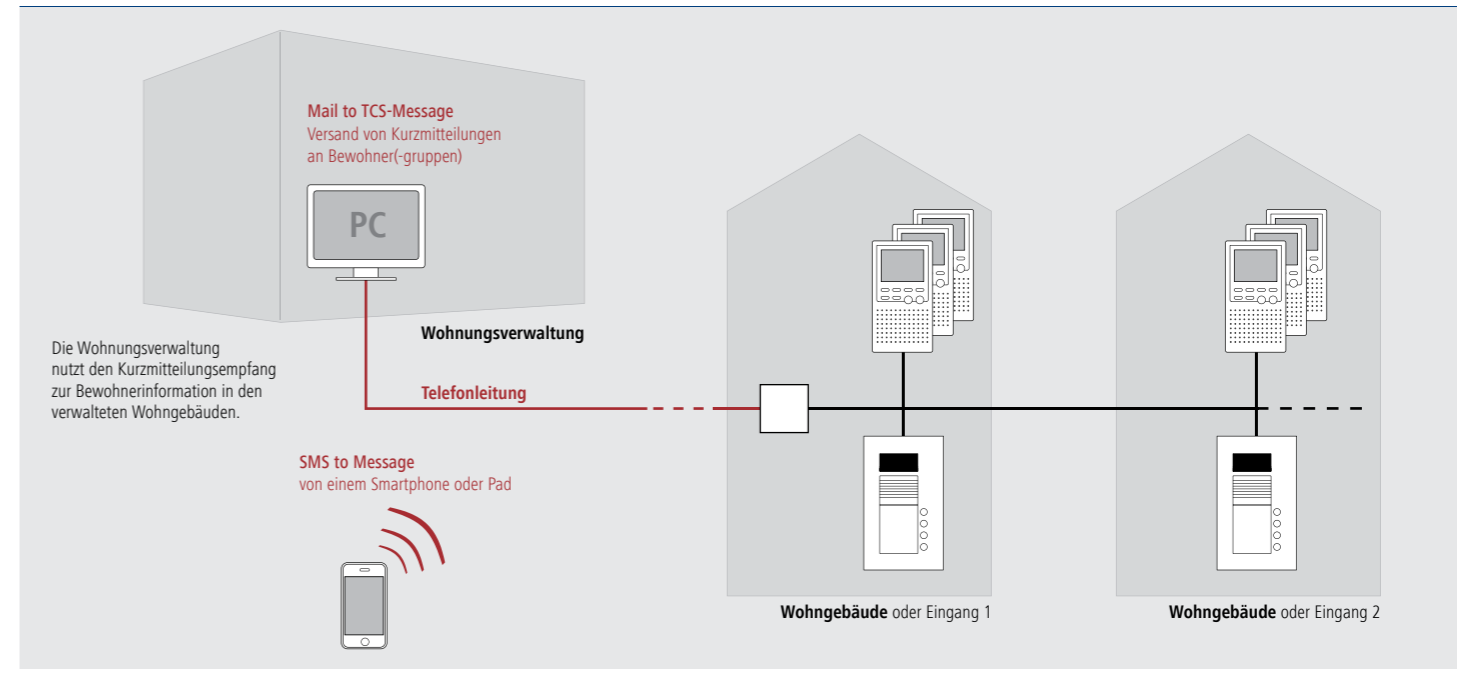 Mail to TCS-Message
Versand von Kurzmitteilungen
an Bewohner(-gruppen)
PC
Wohnungsverwaltung
Die Wohnungsverwaltung
nutzt den Kurzmitteilungsempfang
zur Bewohnerinformation in den
verwalteten Wohngebäuden.
Telefonleitung
SMS to Message
von einem Smartphone oder Pad
Wohngebäude oder Eingang 1
Wohngebäude oder Eingang 2